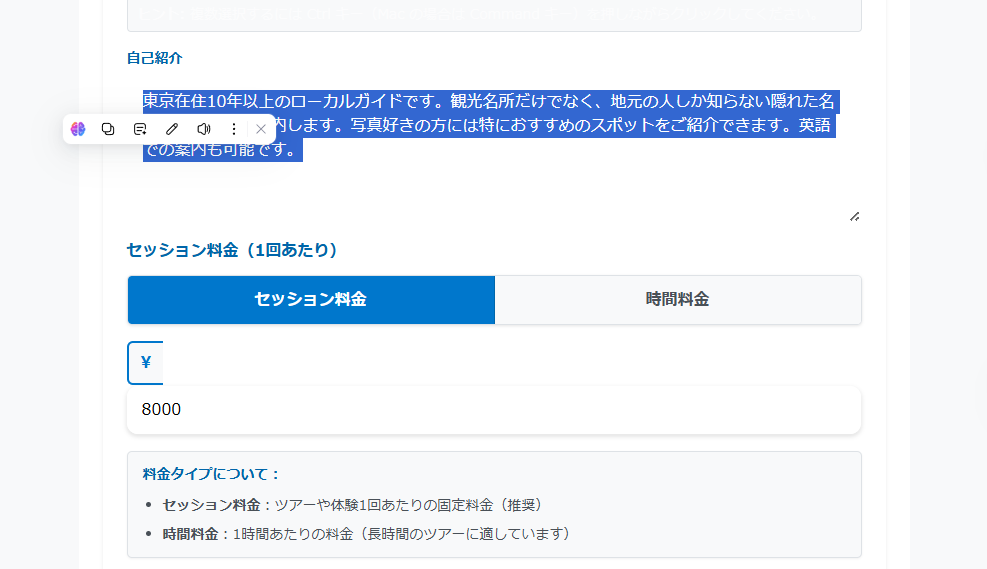 自己紹介
東京在住10年以上のローカルガイドです。観光名所だけでなく、地元の人しか知らない隠れた名
内します。写真好きの方には特におすすめのスポットをご紹介できます。英語
での案内も可能です。
セッション料金（1回あたり）
セッション料金
時間料金
¥
8000
料金タイプについて：
• セッション料金：ツアーや体験1回あたりの固定料金（推奨）
• 時間料金：1時間あたりの料金（長時間のツアーに適しています）